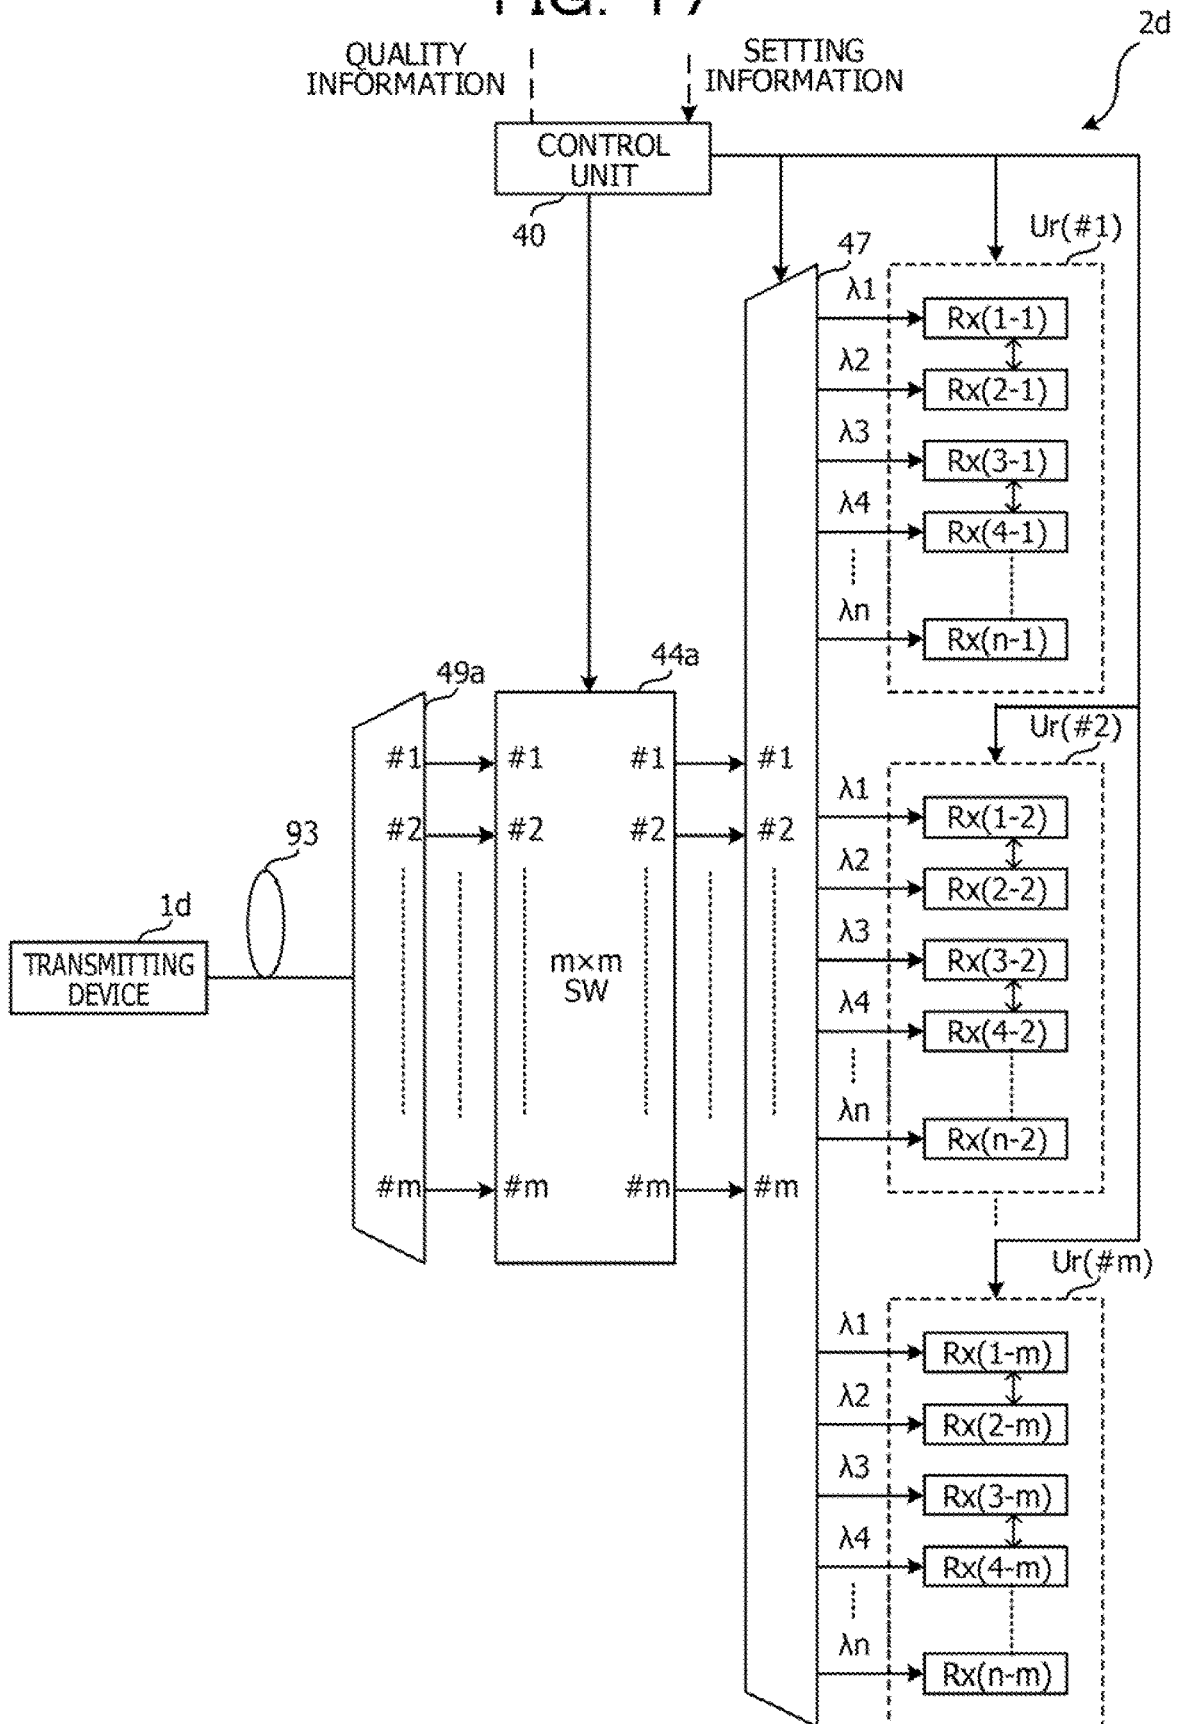 FIG. 17
2d
QUALITY
INFORMATION
SETTING
INFORMATION
CONTROL
UNIT
40
47
Ur(#1)
λ1
Rx(1-1)
λ2
Rx(2-1)
λ3
Rx(3-1)
λ4
Rx(4-1)
λn
Rx(n-1)
49a
44a
#1
#1
#1
#1
#2
#2
#2
#2
m×m
SW
#m
#m
#m
#m
93
1d
TRANSMITTING
DEVICE
Ur(#2)
λ1
Rx(1-2)
λ2
Rx(2-2)
λ3
Rx(3-2)
λ4
Rx(4-2)
λn
Rx(n-2)
Ur(#m)
λ1
Rx(1-m)
λ2
Rx(2-m)
λ3
Rx(3-m)
λ4
Rx(4-m)
λn
Rx(n-m)